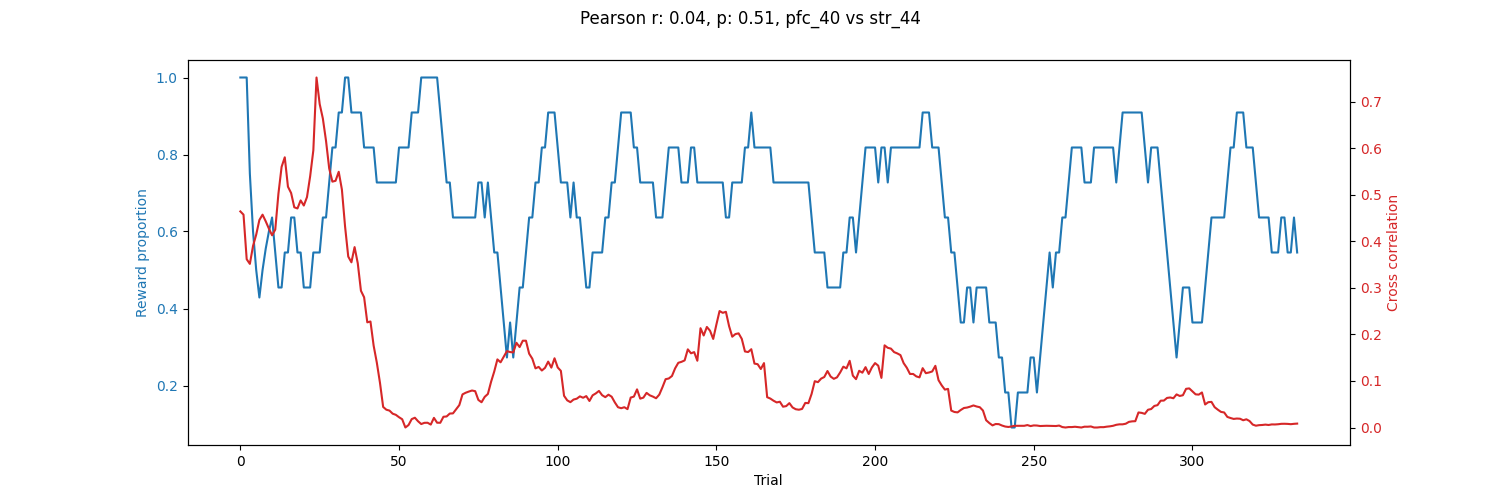 Pearson r: 0.04, p: 0.51, pfc_40 vs str_44
1.0
0.8
0.6
0.4
0.2
Reward proportion
0.7
0.6
0.5
0.4
0.3
0.2
0.1
0.0
Cross correlation
0 50 100 150 200 250 300
Trial